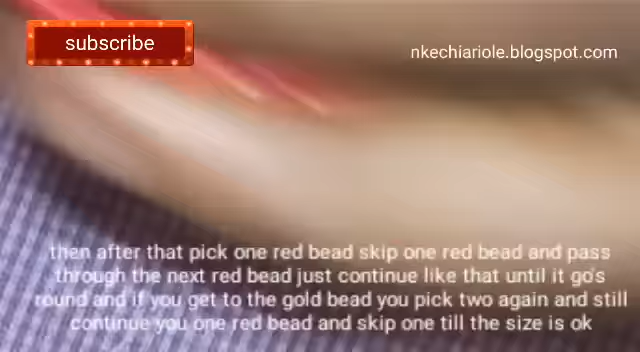 subscribe
nkechiariole.blogspot.com
then after that pick one red bead skip one red bead and pass
through the next red bead just continue like that until it go's
round and if you get to the gold bead you pick two again and still
continue you one red bead and skip one till the size is ok